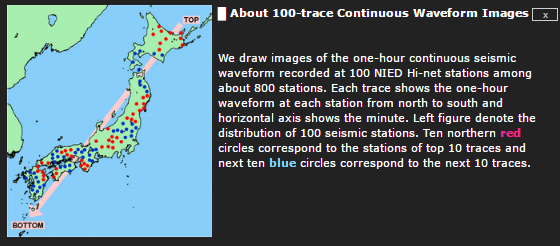 TOP
BOTTOM
About 100-trace Continuous Waveform Images
x
We draw images of the one-hour continuous seismic
waveform recorded at 100 NIED Hi-net stations among
about 800 stations. Each trace shows the one-hour
waveform at each station from north to south and
horizontal axis shows the minute. Left figure denote the
distribution of 100 seismic stations. Ten northern red
circles correspond to the stations of top 10 traces and
next ten blue circles correspond to the next 10 traces.